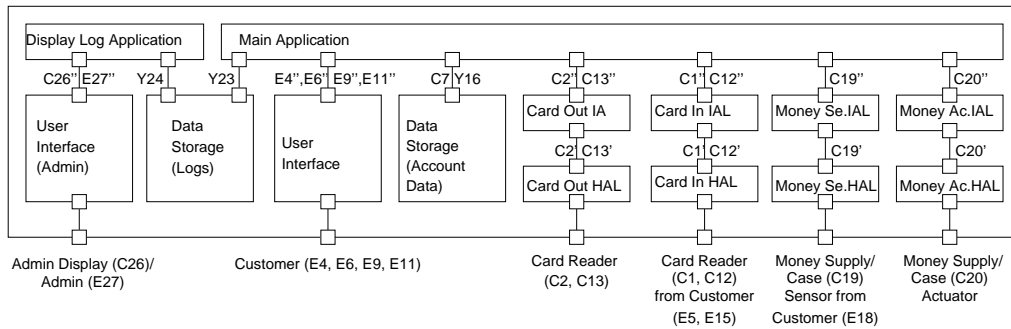 Display Log Application
Main Application
C26'' E27'' Y24 Y23 E4'',E6'' E9'',E11'' C7 Y16 C2'' C13'' C1'' C12'' C19'' C20''
User
Interface
(Admin)
Data
Storage
(Logs)
User
Interface
Data
Storage
(Account
Data)
Card Out IA
Card In IAL
Money Se.IAL
Money Ac.IAL
C2' C13' C1' C12' C19' C20'
Card Out HAL
Card In HAL
Money Se.HAL
Money Ac.HAL
Admin Display (C26)/
Admin (E27)
Customer (E4, E6, E9, E11)
Card Reader
(C2, C13)
Card Reader
(C1, C12)
from Customer
(E5, E15)
Money Supply/
Case (C19)
Sensor from
Customer (E18)
Money Supply/
Case (C20)
Actuator